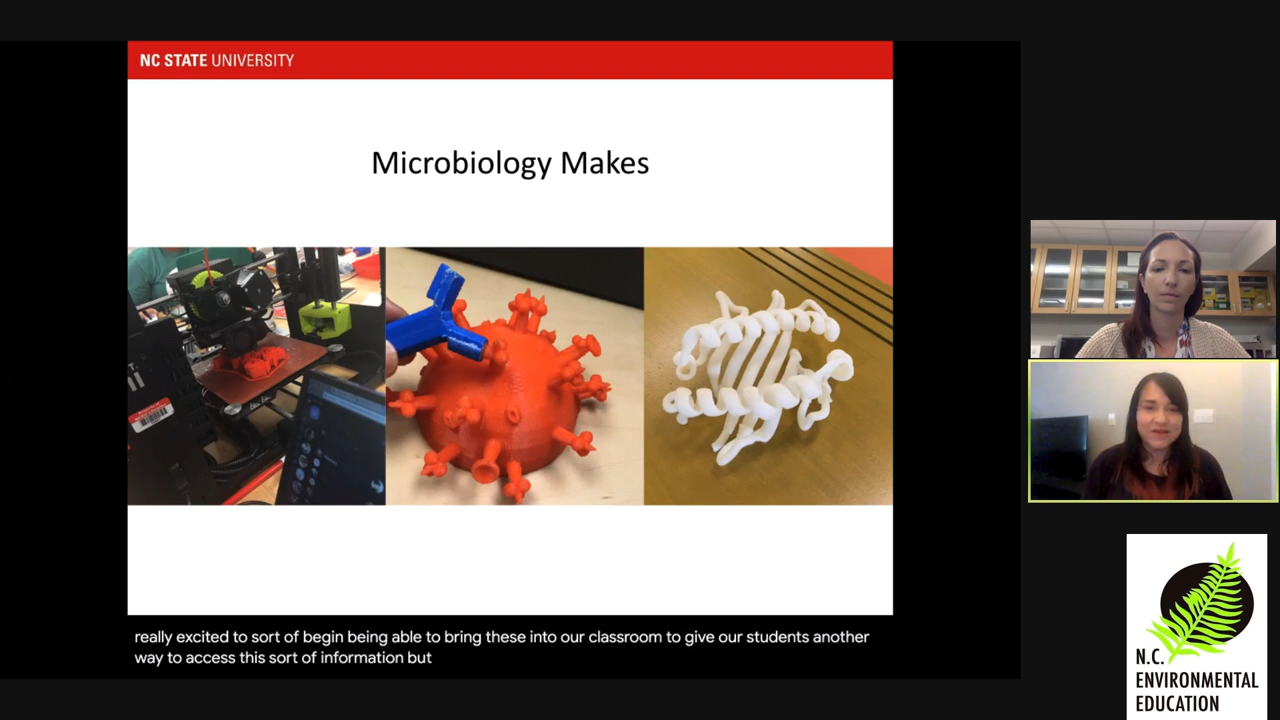 NC STATE UNIVERSITY
Microbiology Makes
really excited to sort of begin being able to bring these into our classroom to give our students another
way to access this sort of information but
N.C.
ENVIRONMENTAL
EDUCATION